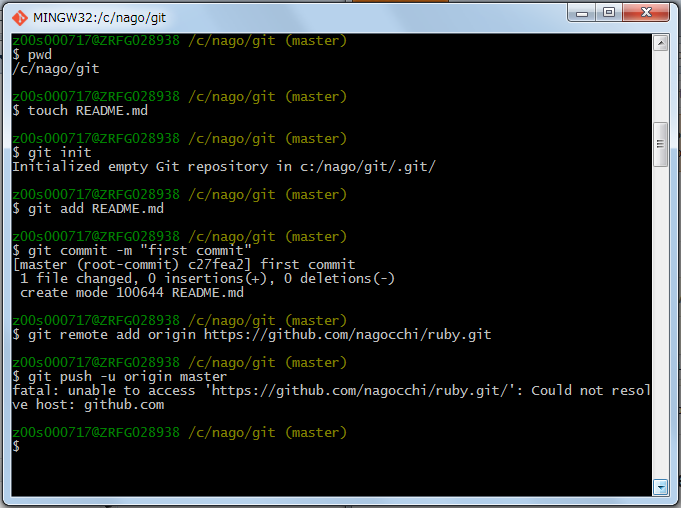 MINGW32:/c/nago/git
z00s000717@ZRFG028938 /c/nago/git (master)
$ pwd
/c/nago/git
z00s000717@ZRFG028938 /c/nago/git (master)
$ touch README.md
z00s000717@ZRFG028938 /c/nago/git (master)
$ git init
Initialized empty Git repository in c:/nago/git/.git/
z00s000717@ZRFG028938 /c/nago/git (master)
$ git add README.md
z00s000717@ZRFG028938 /c/nago/git (master)
$ git commit -m "first commit"
[master (root-commit) c27fea2] first commit
 1 file changed, 0 insertions(+), 0 deletions(-)
 create mode 100644 README.md
z00s000717@ZRFG028938 /c/nago/git (master)
$ git remote add origin https://github.com/nagocchi/ruby.git
z00s000717@ZRFG028938 /c/nago/git (master)
$ git push -u origin master
fatal: unable to access 'https://github.com/nagocchi/ruby.git/': Could not resol
ve host: github.com
z00s000717@ZRFG028938 /c/nago/git (master)
$